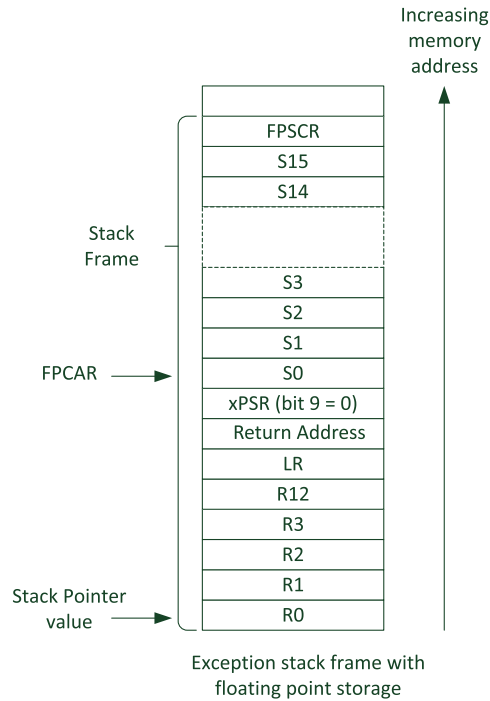 Increasing
memory
address
FPSCR
S15
S14
Stack
Frame
S3
S2
S1
FPCAR
S0
xPSR (bit 9 = 0)
Return Address
LR
R12
R3
R2
R1
Stack Pointer
value
R0
Exception stack frame with
floating point storage